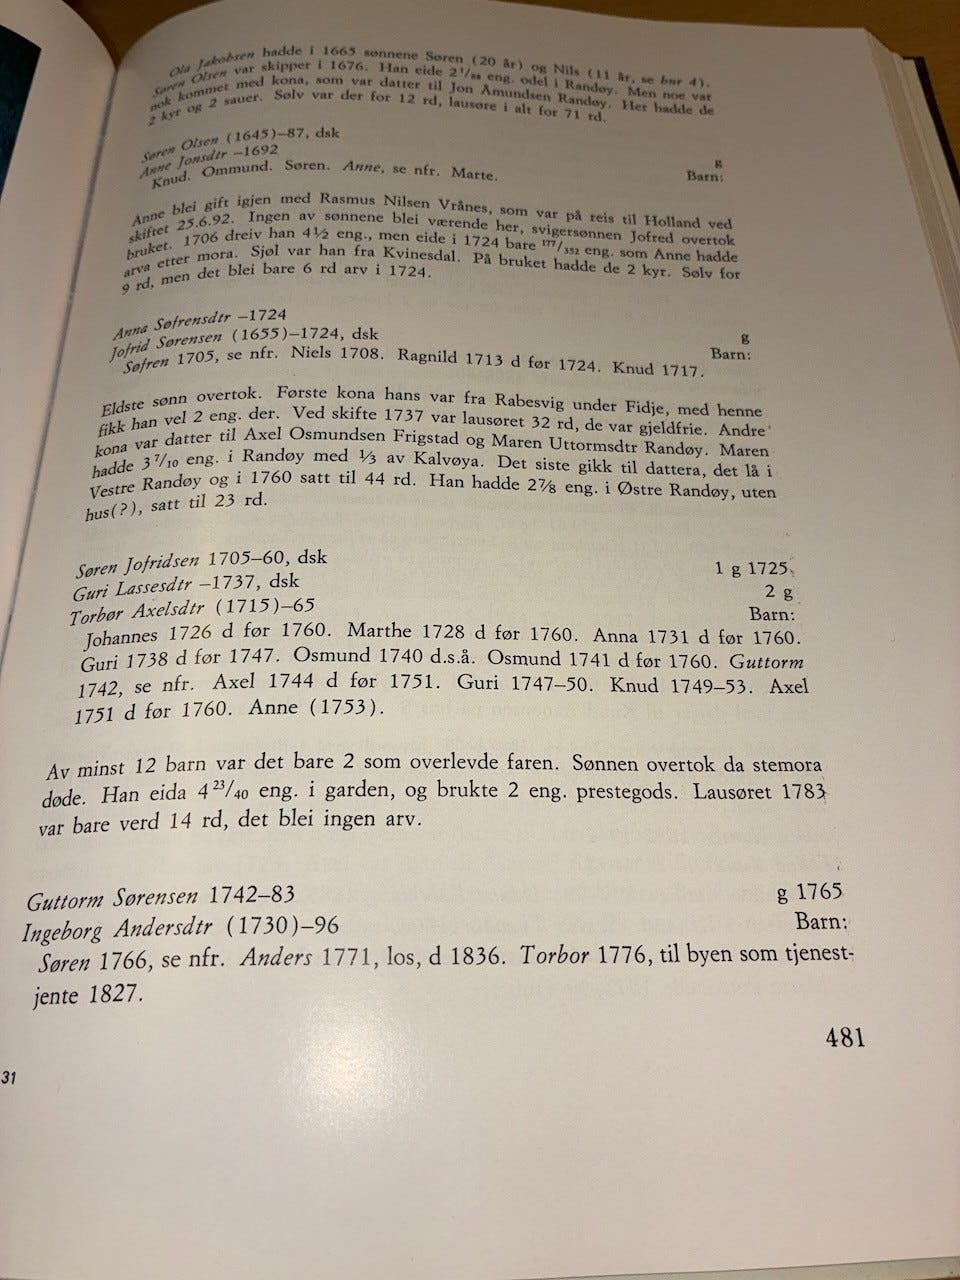 Ola Jakobsen hadde i 1665 sønnene Søren (20 år) og Nils (11 år, se bnr 4).
Søren Olsen var skipper i 1676. Han eide 2 1/88 eng. odel i Randøy. Men noe var
nok kommet med kona, som var datter til Jon Amundsen Randøy. Her hadde de
2 kyr og 2 sauer. Sølv var der for 12 rd, lausøre i alt for 71 rd.
Søren Olsen (1645)–87, dsk g
Anne Jonsdtr –1692 Barn:
Knud. Ommund. Søren. Anne, se nfr. Marte.
Anne blei gift igjen med Rasmus Nilsen Vrånes, som var på reis til Holland ved
skiftet 25.6.92. Ingen av sønnene blei værende her, svigersønnen Jofred overtok
bruket. 1706 dreiv han 4½ eng., men eide i 1724 bare 177/352 eng. som Anne hadde
arva etter mora. Sjøl var han fra Kvinesdal. På bruket hadde de 2 kyr. Sølv for
9 rd, men det blei bare 6 rd arv i 1724.
Anna Søfrensdtr –1724 g
Jofrid Sørensen (1655)–1724, dsk Barn:
Søfren 1705, se nfr. Niels 1708. Ragnild 1713 d før 1724. Knud 1717.
Eldste sønn overtok. Første kona hans var fra Rabesvig under Fidje, med henne
fikk han vel 2 eng. der. Ved skifte 1737 var lausøret 32 rd, de var gjeldfrie. Andre
kona var datter til Axel Osmundsen Frigstad og Maren Uttormsdtr Randøy. Maren
hadde 3 7/10 eng. i Randøy med ⅓ av Kalvøya. Det siste gikk til dattera, det lå i
Vestre Randøy og i 1760 satt til 44 rd. Han hadde 2⅞ eng. i Østre Randøy, uten
hus(?), satt til 23 rd.
Søren Jofridsen 1705–60, dsk 1 g 1725
Guri Lassesdtr –1737, dsk 2 g
Torbør Axelsdtr (1715)–65 Barn:
Johannes 1726 d før 1760. Marthe 1728 d før 1760. Anna 1731 d før 1760.
Guri 1738 d før 1747. Osmund 1740 d.s.å. Osmund 1741 d før 1760. Guttorm
1742, se nfr. Axel 1744 d før 1751. Guri 1747–50. Knud 1749–53. Axel
1751 d før 1760. Anne (1753).
Av minst 12 barn var det bare 2 som overlevde faren. Sønnen overtok da stemora
døde. Han eida 4 23/40 eng. i garden, og brukte 2 eng. prestegods. Lausøret 1783
var bare verd 14 rd, det blei ingen arv.
Guttorm Sørensen 1742–83 g 1765
Ingeborg Andersdtr (1730)–96 Barn:
Søren 1766, se nfr. Anders 1771, los, d 1836. Torbor 1776, til byen som tjenest-
jente 1827.
481
31